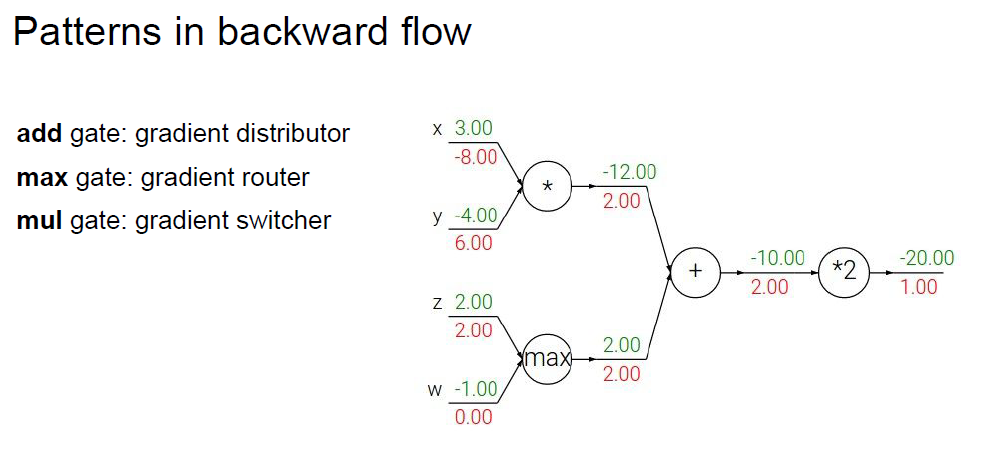 Patterns in backward flow
add gate: gradient distributor
max gate: gradient router
mul gate: gradient switcher
x 3.00
-8.00
y -4.00
6.00
*
-12.00
2.00
z 2.00
2.00
w -1.00
0.00
max
2.00
2.00
+
-10.00
2.00
*2
-20.00
1.00